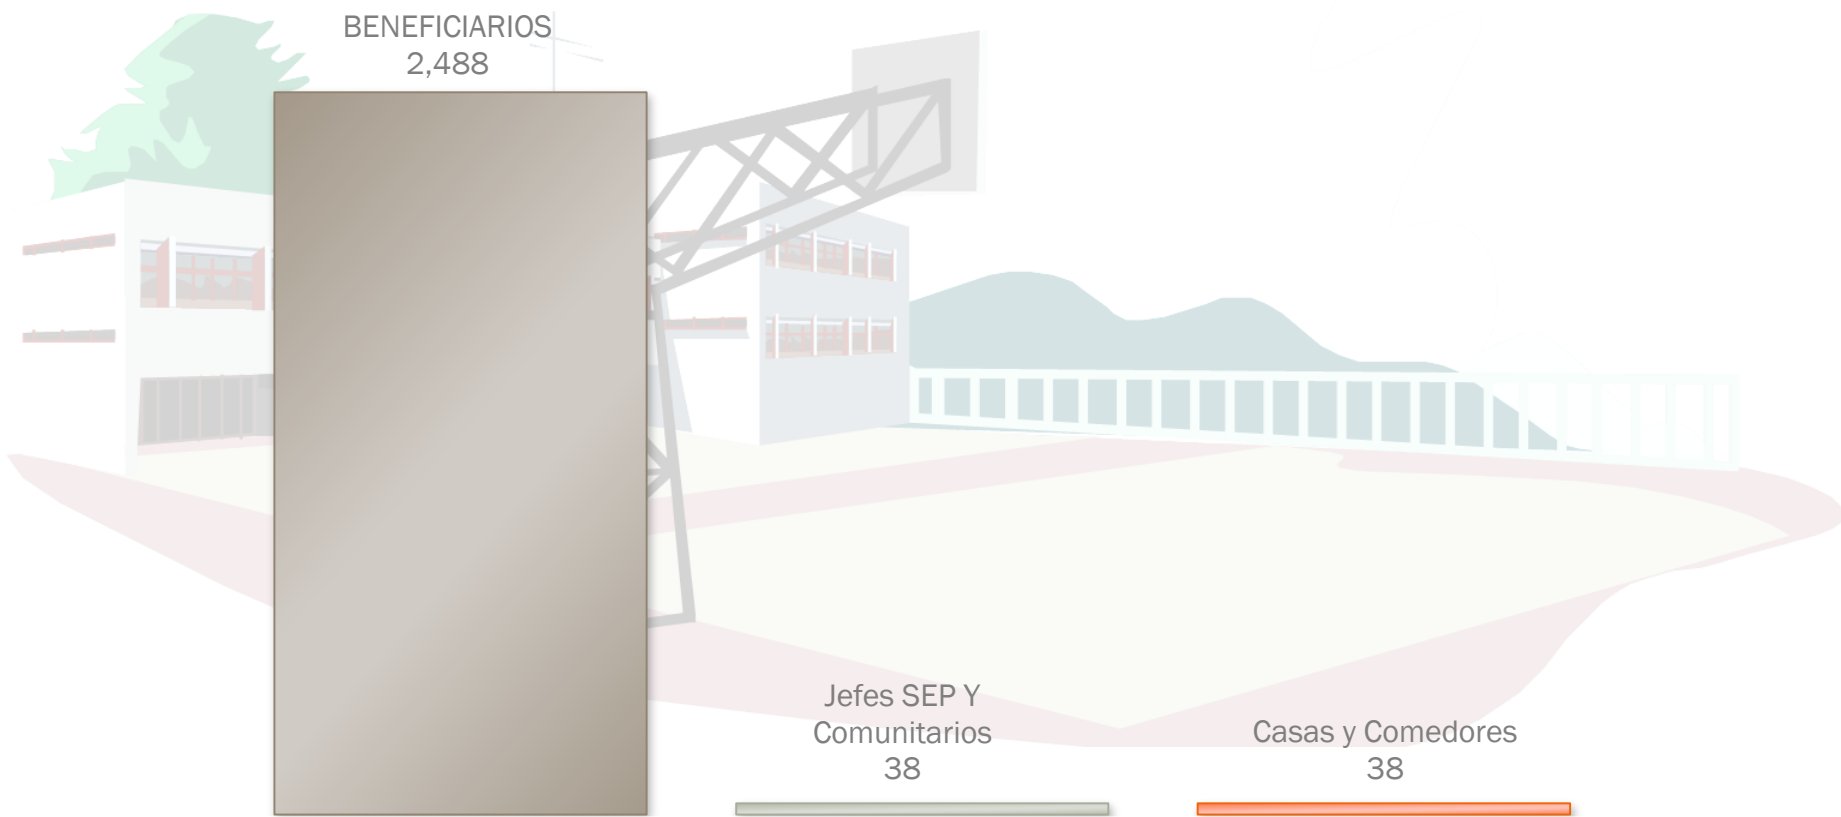 BENEFICIARIOS
2,488
Jefes SEP Y
Comunitarios
38
Casas y Comedores
38